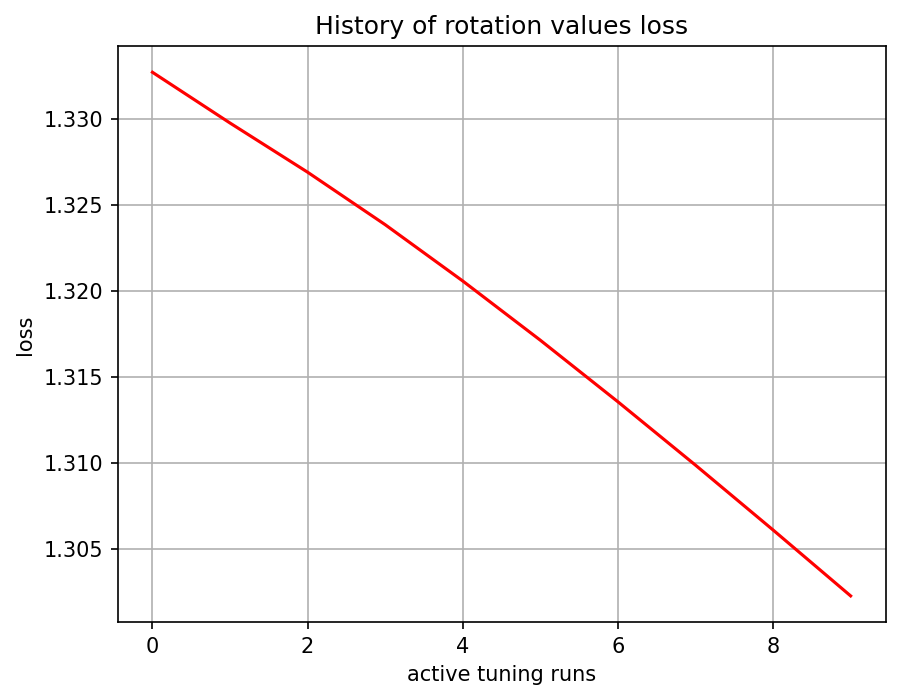 History of rotation values loss
1.330
1.325
1.320
1.315
1.310
1.305
loss
0 2 4 6 8
active tuning runs